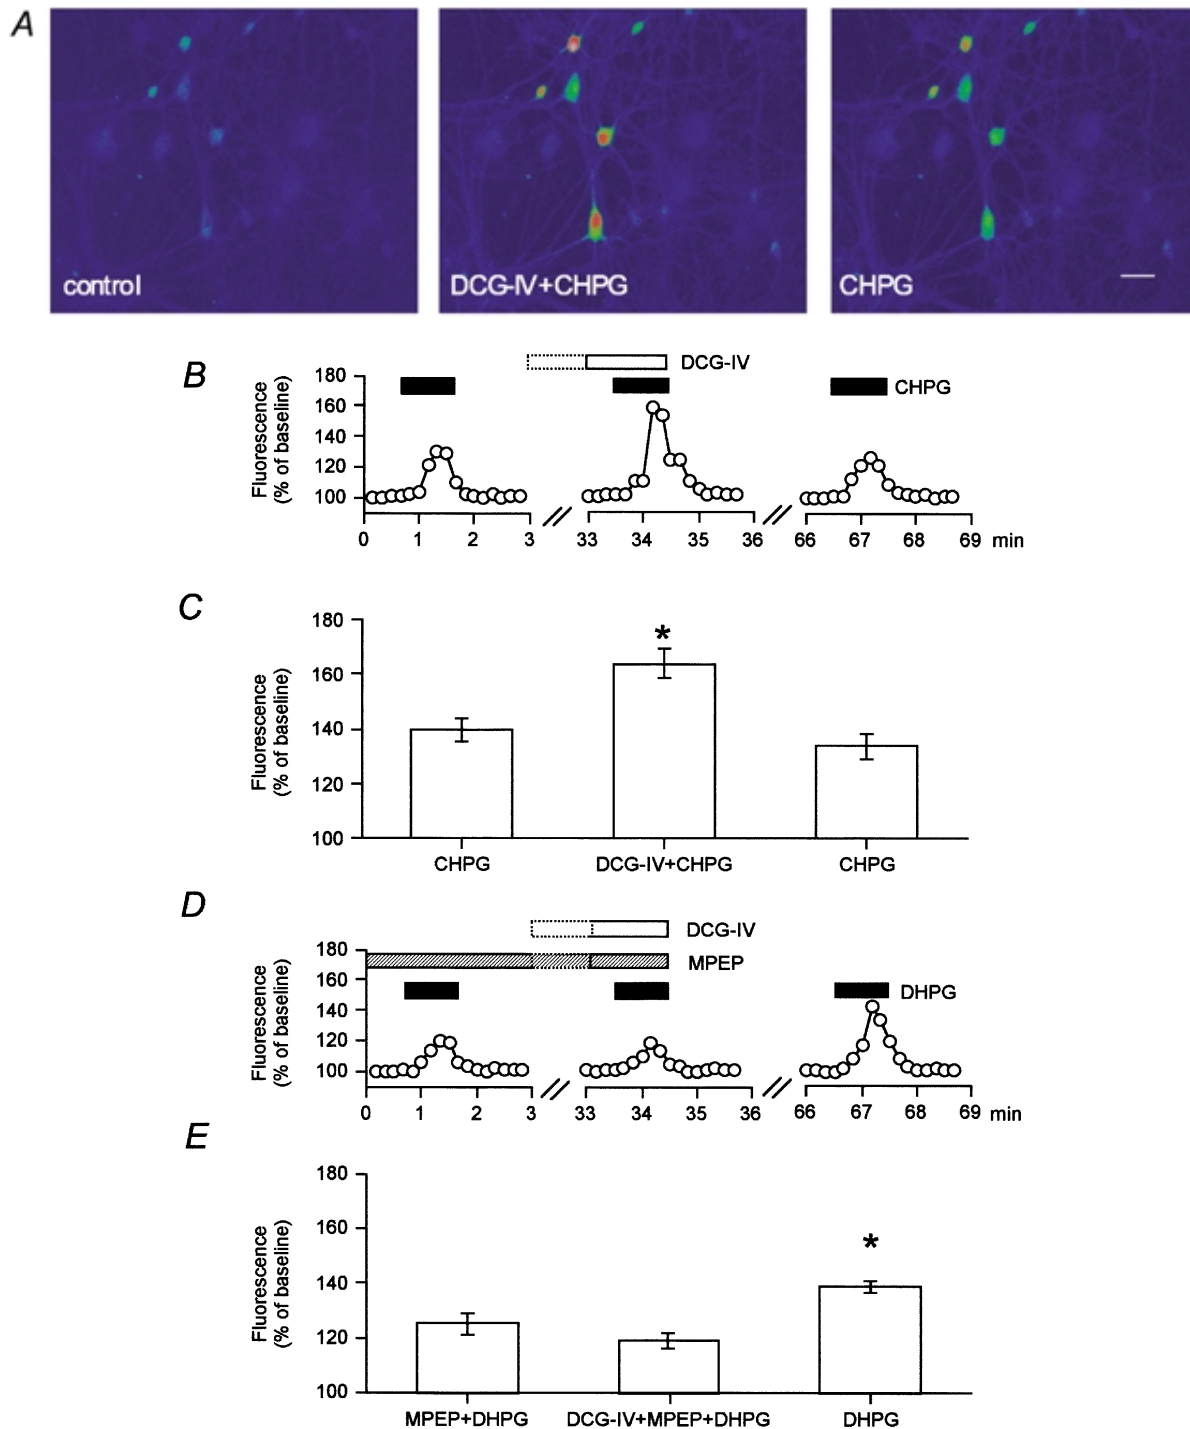 A
control
DCG-IV+CHPG
CHPG
B
DCG-IV
CHPG
Fluorescence
(% of baseline)
180
160
140
120
100
0 1 2 3 33 34 35 36 66 67 68 69 min
C
Fluorescence
(% of baseline)
180
160
140
120
100
*
CHPG DCG-IV+CHPG CHPG
D
DCG-IV
MPEP
DHPG
Fluorescence
(% of baseline)
180
160
140
120
100
0 1 2 3 33 34 35 36 66 67 68 69 min
E
Fluorescence
(% of baseline)
180
160
140
120
100
*
MPEP+DHPG DCG-IV+MPEP+DHPG DHPG